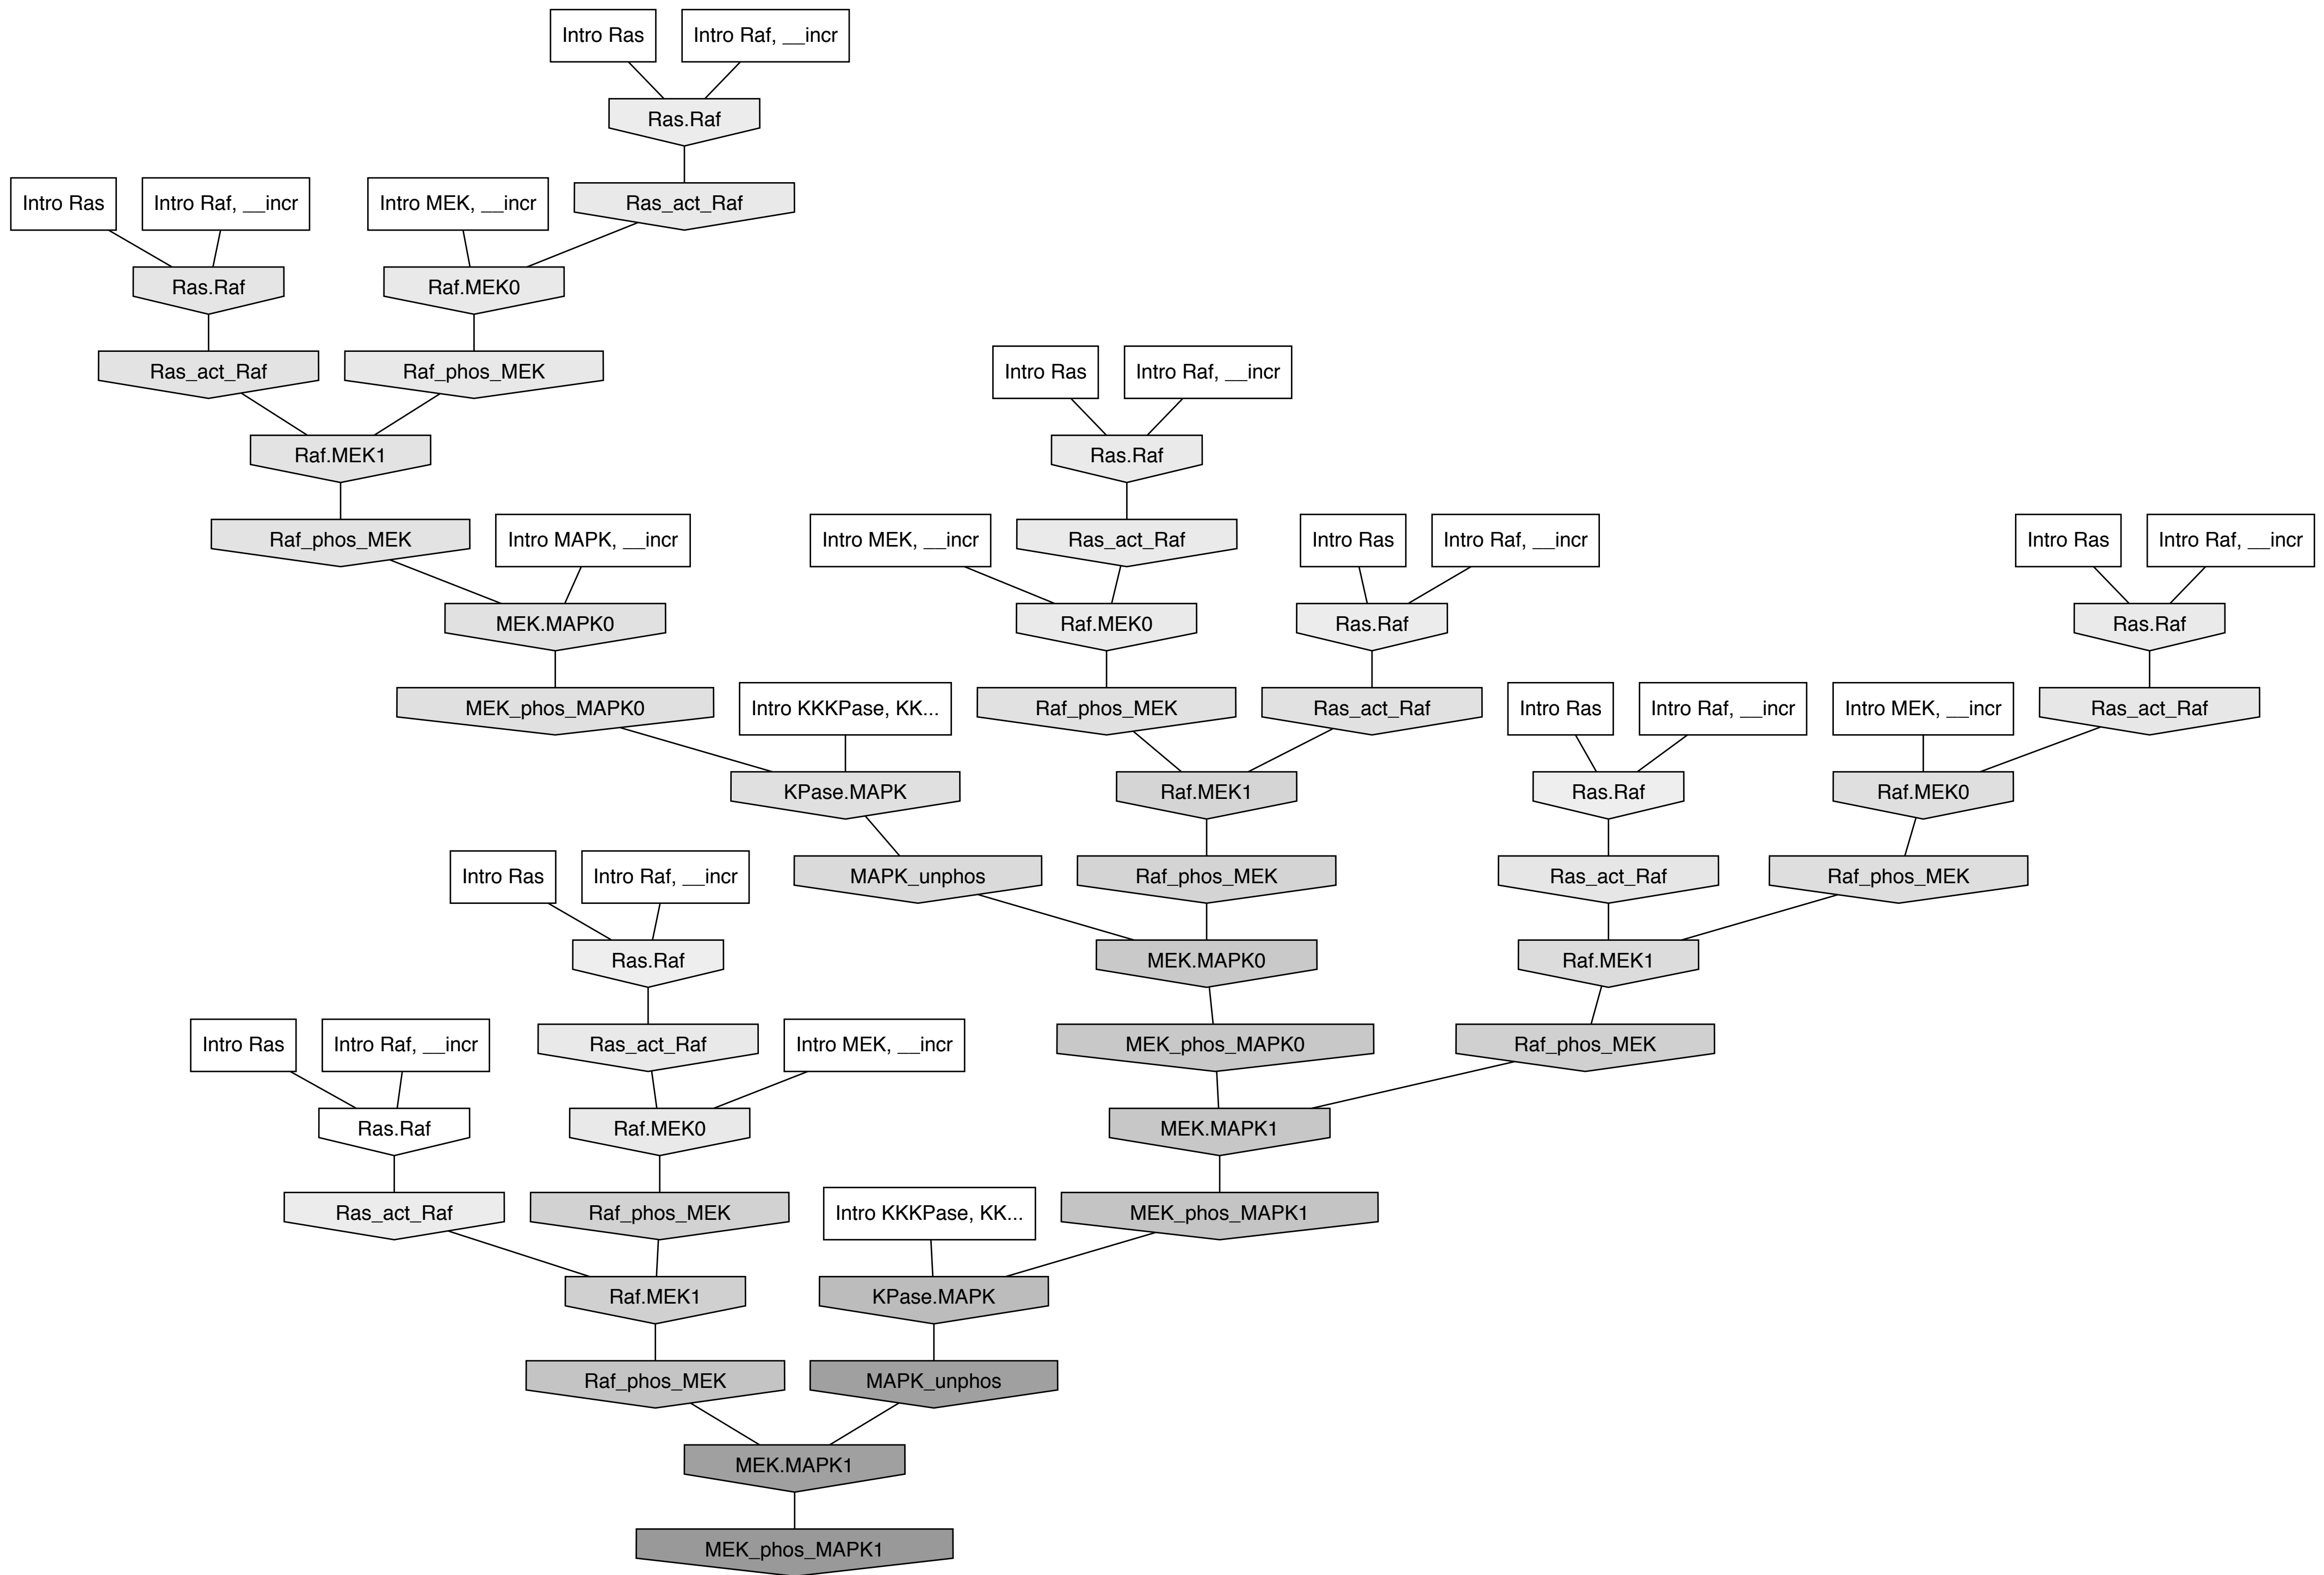 Intro Ras
Intro Raf, __incr
Ras.Raf
Intro Ras
Intro Raf, __incr
Intro MEK, __incr
Ras_act_Raf
Ras.Raf
Raf.MEK0
Ras_act_Raf
Raf_phos_MEK
Intro Ras
Intro Raf, __incr
Raf.MEK1
Ras.Raf
Raf_phos_MEK
Intro MAPK, __incr
Intro MEK, __incr
Ras_act_Raf
Intro Ras
Intro Raf, __incr
Intro Ras
Intro Raf, __incr
MEK.MAPK0
Raf.MEK0
Ras.Raf
Ras.Raf
MEK_phos_MAPK0
Intro KKKPase, KK...
Raf_phos_MEK
Ras_act_Raf
Intro Ras
Intro Raf, __incr
Intro MEK, __incr
Ras_act_Raf
KPase.MAPK
Raf.MEK1
Ras.Raf
Raf.MEK0
Intro Ras
Intro Raf, __incr
MAPK_unphos
Raf_phos_MEK
Ras_act_Raf
Raf_phos_MEK
Ras.Raf
MEK.MAPK0
Raf.MEK1
Intro Ras
Intro Raf, __incr
Ras_act_Raf
Intro MEK, __incr
MEK_phos_MAPK0
Raf_phos_MEK
Ras.Raf
Raf.MEK0
MEK.MAPK1
Ras_act_Raf
Raf_phos_MEK
Intro KKKPase, KK...
MEK_phos_MAPK1
Raf.MEK1
KPase.MAPK
Raf_phos_MEK
MAPK_unphos
MEK.MAPK1
MEK_phos_MAPK1